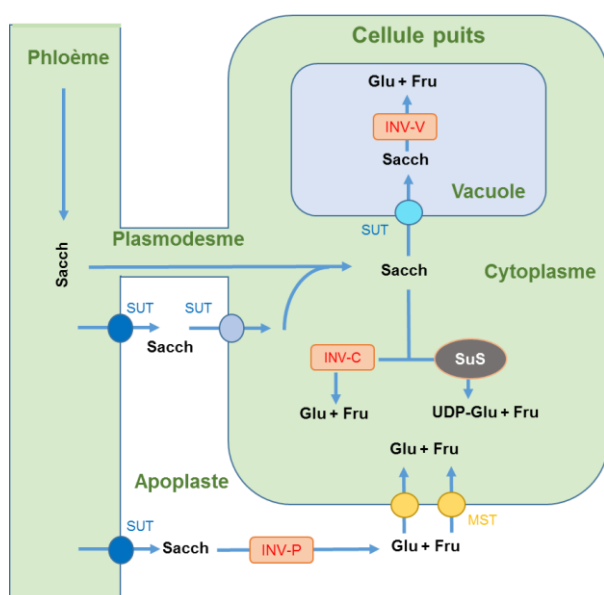 Cellule puits
Phloème
Glu + Fru
INV-V
Sacch
Vacuole
SUT
Plasmodesme
Sacch
Sacch
Cytoplasme
SUT
SUT
Sacch
INV-C
SuS
Glu + Fru
UDP-Glu + Fru
Glu + Fru
Apoplaste
MST
SUT
Sacch
INV-P
Glu + Fru